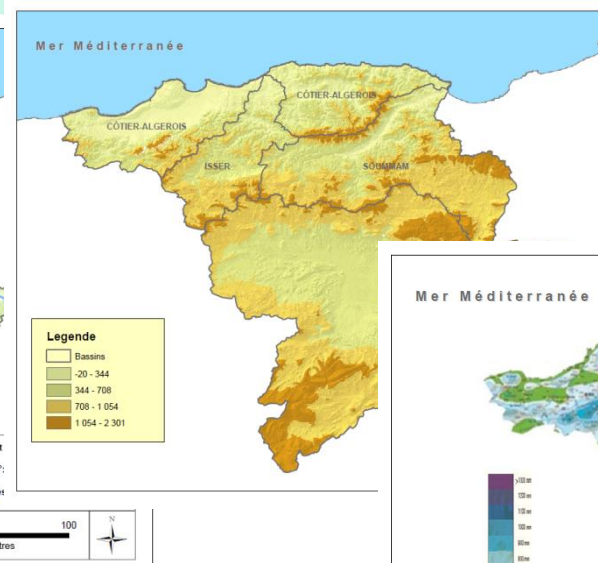 Mer Méditerranée
CÔTIER-ALGEROIS
CÔTIER-ALGEROIS
ISSER
SOUMMAM
Legende
Bassins
-20 - 344
344 - 708
708 - 1 054
1 054 - 2 301
100
N
Mer Méditerranée